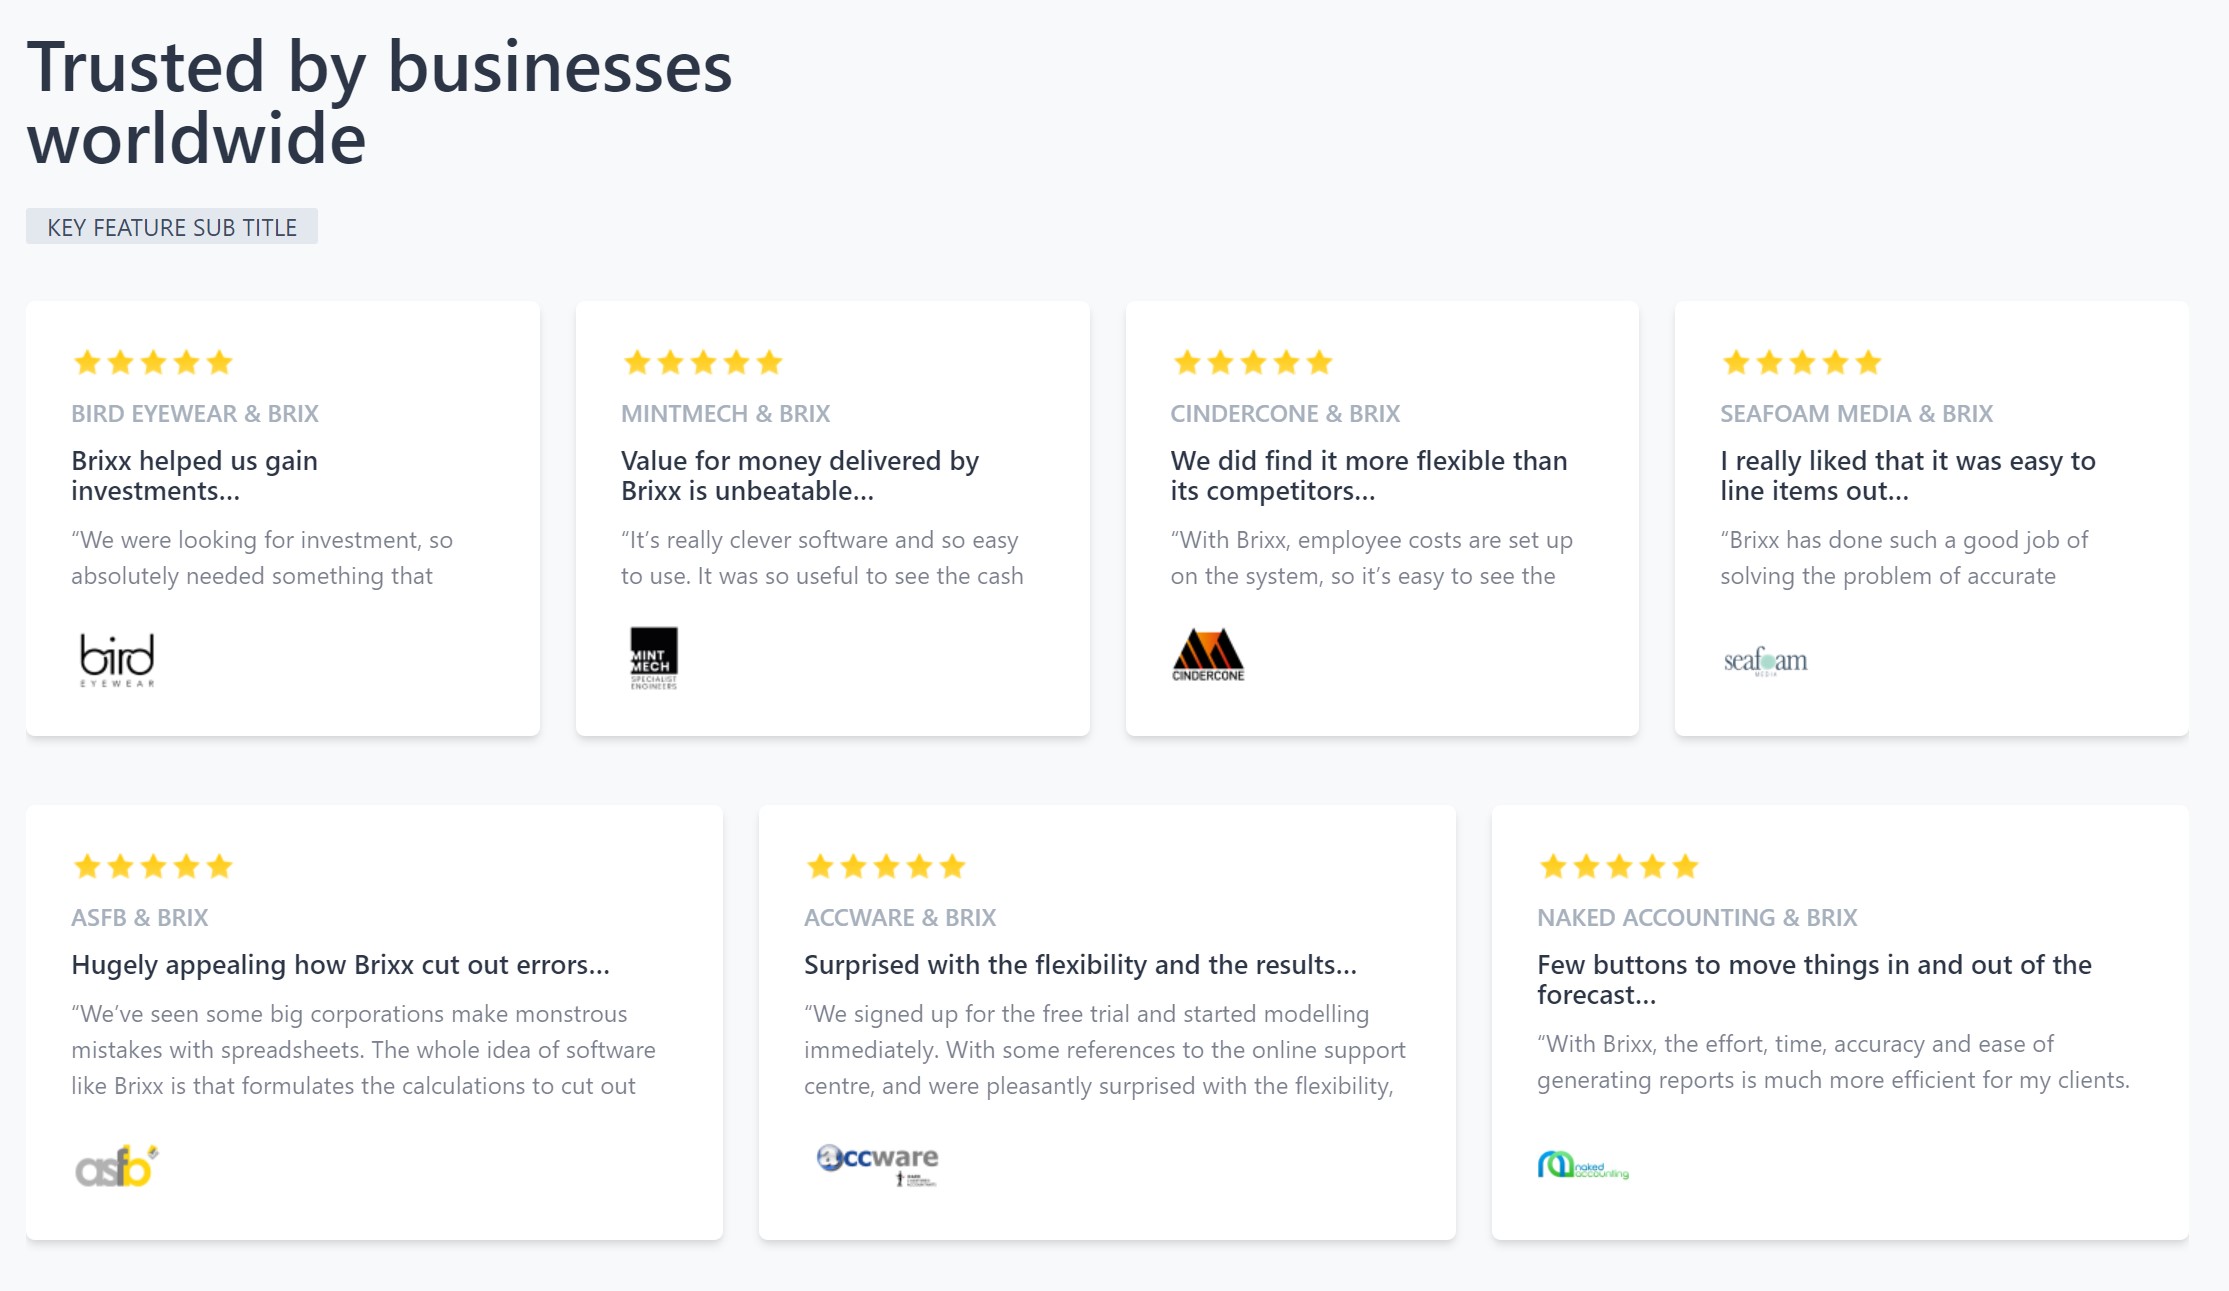 Trusted by businesses
worldwide
KEY FEATURE SUB TITLE
BIRD EYEWEAR & BRIX
Brixx helped us gain
investments...
“We were looking for investment, so
absolutely needed something that
bird
EYEWEAR
MINTMECH & BRIX
Value for money delivered by
Brixx is unbeatable...
“It’s really clever software and so easy
to use. It was so useful to see the cash
MINT
MECH
SPECIALIST
ENGINEERS
CINDERCONE & BRIX
We did find it more flexible than
its competitors...
“With Brixx, employee costs are set up
on the system, so it’s easy to see the
CINDERCONE
SEAFOAM MEDIA & BRIX
I really liked that it was easy to
line items out...
“Brixx has done such a good job of
solving the problem of accurate
seafoam
MEDIA
ASFB & BRIX
Hugely appealing how Brixx cut out errors...
“We’ve seen some big corporations make monstrous
mistakes with spreadsheets. The whole idea of software
like Brixx is that formulates the calculations to cut out
asfb
ACCWARE & BRIX
Surprised with the flexibility and the results...
“We signed up for the free trial and started modelling
immediately. With some references to the online support
centre, and were pleasantly surprised with the flexibility,
accware
NAKED ACCOUNTING & BRIX
Few buttons to move things in and out of the
forecast...
“With Brixx, the effort, time, accuracy and ease of
generating reports is much more efficient for my clients.
naked
accounting